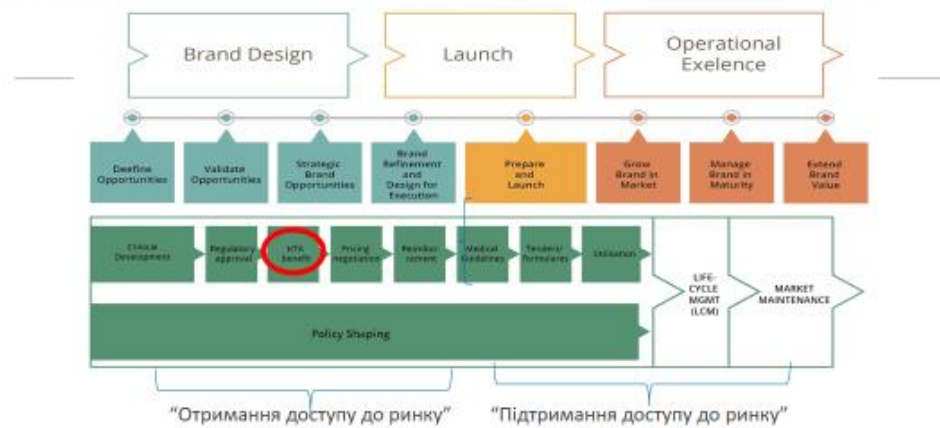 Brand Design
Launch
Operational
Exelence
Deefine
Opportunities
Validate
Opportunities
Strategic
Brand
Opportunities
Brand
Refinement
and
Design for
Execution
Prepare
and
Launch
Grow
Brand in
Market
Manage
Brand in
Maturity
Extend
Brand
Value
Clinical
Development
Regulatory
approval
HTA
benefit
Pricing
negotiation
Medical
Guidelines
Tenders/
formularies
Utilisation
LIFE-
CYCLE
MGMT
(LCM)
MARKET
MAINTENANCE
Policy Shaping
“Отримання доступу до ринку”
“Підтримання доступу до ринку”